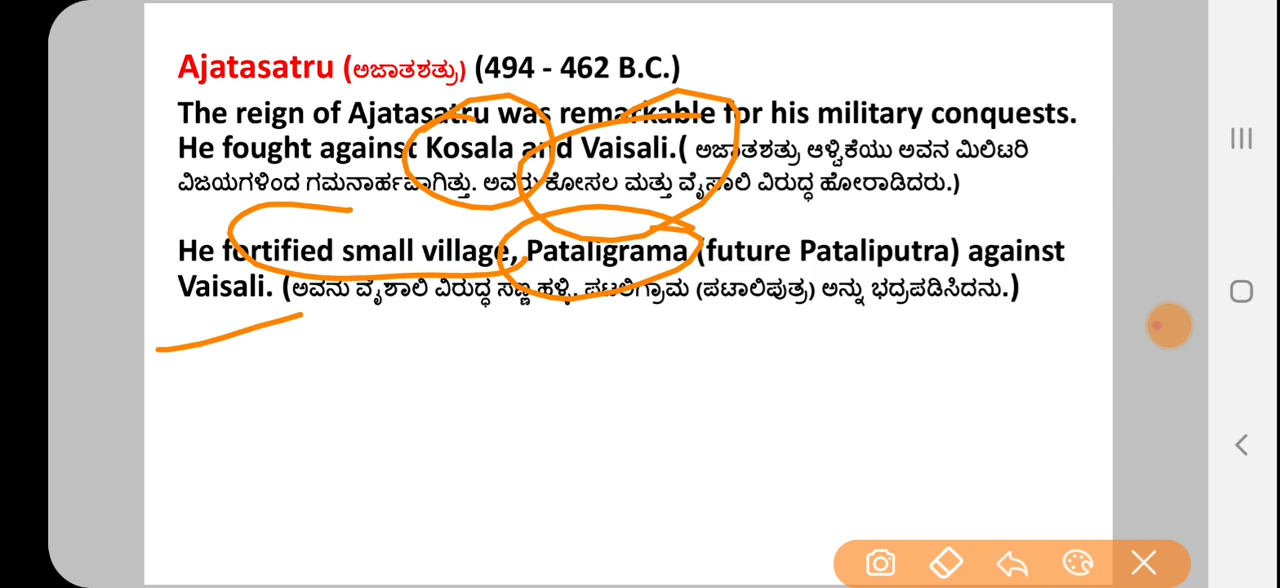 Ajatasatru (ಅಜಾತಶತ್ರು) (494 - 462 B.C.)
The reign of Ajatasatru was remarkable for his military conquests.
He fought against Kosala and Vaisali.( ಅಜಾತಶತ್ರು ಆಳ್ವಿಕೆಯು ಅವನ ಮಿಲಿಟರಿ
ವಿಜಯಗಳಿಂದ ಗಮನಾರ್ಹವಾಗಿತ್ತು. ಅವರು ಕೋಸಲ ಮತ್ತು ವೈಸಾಲಿ ವಿರುದ್ಧ ಹೋರಾಡಿದರು.)
He fortified small village, Pataligrama (future Pataliputra) against
Vaisali. (ಅವನು ವೈಶಾಲಿ ವಿರುದ್ಧ ಸಣ್ಣ ಹಳ್ಳಿ, ಪಟಲಿಗ್ರಾಮ (ಪಟಾಲಿಪುತ್ರ) ಅನ್ನು ಭದ್ರಪಡಿಸಿದನು.)